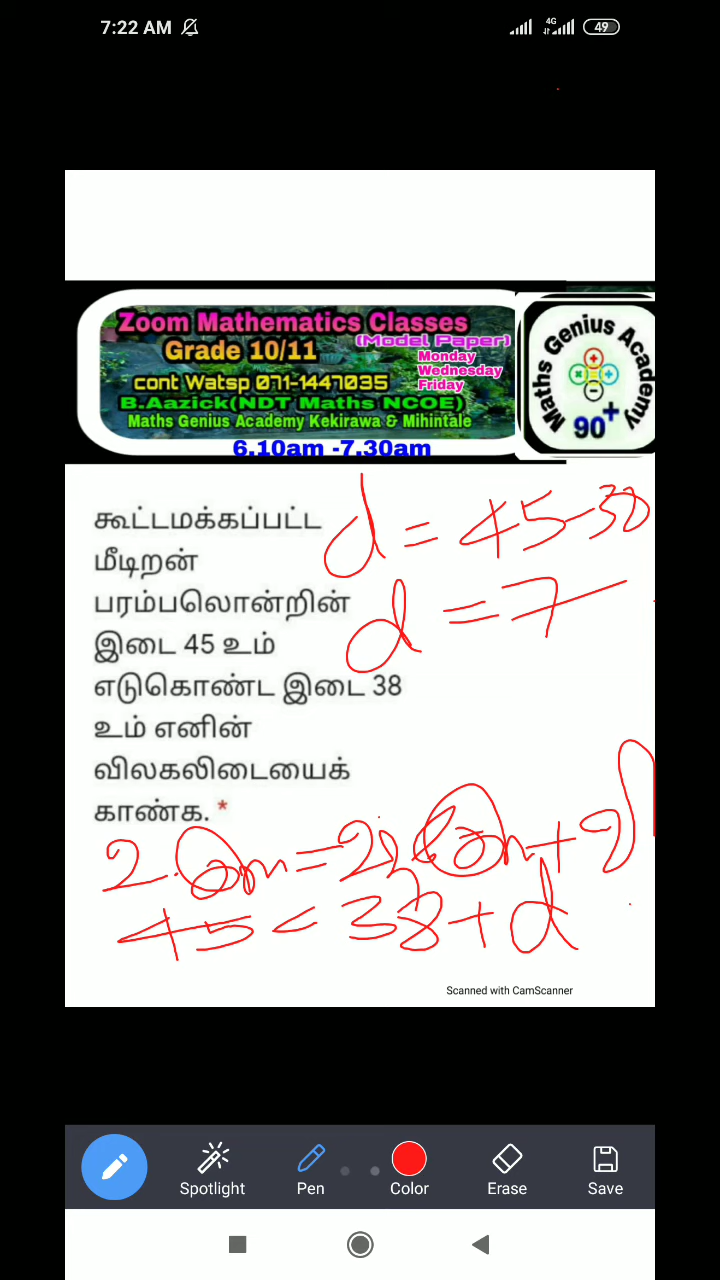 7:22 AM
4G
49
Zoom Mathematics Classes
(Model Paper)
Grade 10/11
Monday
Wednesday
Friday
cont Watsp 071-1447035
B.Aazick(NDT Maths NCOE)
Maths Genius Academy Kekirawa & Mihintale
6.10am -7.30am
Maths Genius Academy
90+
கூட்டமக்கப்பட்ட
மீடிறன்
பரம்பலொன்றின்
இடை 45 உம்
எடுகொண்ட இடை 38
உம் எனின்
விலகலிடையைக்
காண்க. *
d = 45-38
d = 7
45 = 38 + d
Scanned with CamScanner
Spotlight
Pen
Color
Erase
Save